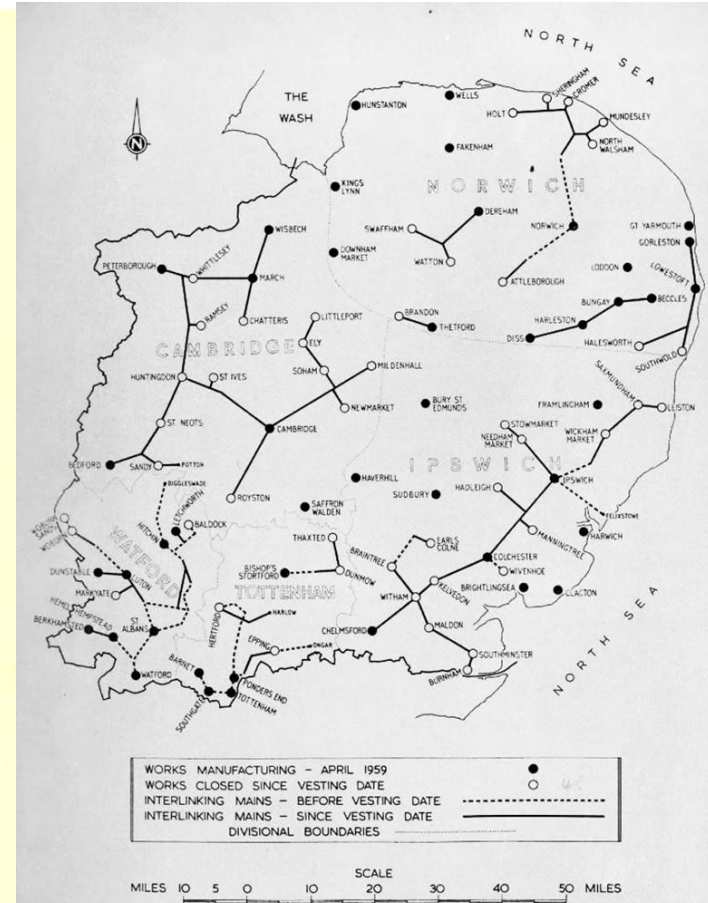 NORTH SEA
THE
WASH
HUNSTANTON
WELLS
SHERINGHAM
CROMER
HOLT
MUNDESLEY
NORTH
WALSHAM
FAKENHAM
KINGS
LYNN
NORWICH
DEREHAM
SWAFFHAM
WISBECH
NORWICH
GT YARMOUTH
GORLESTON
DOWNHAM
MARKET
WATTON
PETERBOROUGH
WHITTLESEY
MARCH
ATTLEBOROUGH
LODDON
LOWESTOFT
BUNGAY
BECCLES
RAMSEY
CHATTERIS
LITTLEPORT
BRANDON
THETFORD
HARLESTON
DISS
HALESWORTH
SOUTHWOLD
CAMBRIDGE
ELY
SOHAM
MILDENHALL
HUNTINGDON
ST IVES
NEWMARKET
BURY ST
EDMUNDS
FRAMLINGHAM
SAXMUNDHAM
LEISTON
ST. NEOTS
CAMBRIDGE
STOWMARKET
NEEDHAM
MARKET
WICKHAM
MARKET
BEDFORD
SANDY
POTTON
IPSWICH
BIGGLESWADE
ROYSTON
HAVERHILL
SUDBURY
HADLEIGH
IPSWICH
FELIXSTOWE
SAFFRON
WALDEN
LETCHWORTH
BALDOCK
HITCHIN
WOBURN
SANDS
WOBURN
WATFORD
THAXTED
EARLS
COLNE
MANNINGTREE
HARWICH
DUNSTABLE
LUTON
MARKYATE
BISHOP'S
STORTFORD
DUNMOW
BRAINTREE
COLCHESTER
WIVENHOE
TOTTENHAM
KELVEDON
BRIGHTLINGSEA
CLACTON
HEMEL HEMPSTEAD
BERKHAMSTED
ST
ALBANS
HERTFORD
HARLOW
WITHAM
CHELMSFORD
MALDON
EPPING
ONGAR
SOUTHMINSTER
BURNHAM
WATFORD
BARNET
SOUTHGATE
PONDERS END
TOTTENHAM
NORTH SEA
WORKS MANUFACTURING - APRIL 1959
WORKS CLOSED SINCE VESTING DATE
INTERLINKING MAINS - BEFORE VESTING DATE
INTERLINKING MAINS - SINCE VESTING DATE
DIVISIONAL BOUNDARIES
SCALE
MILES 10 5 0 10 20 30 40 50 MILES